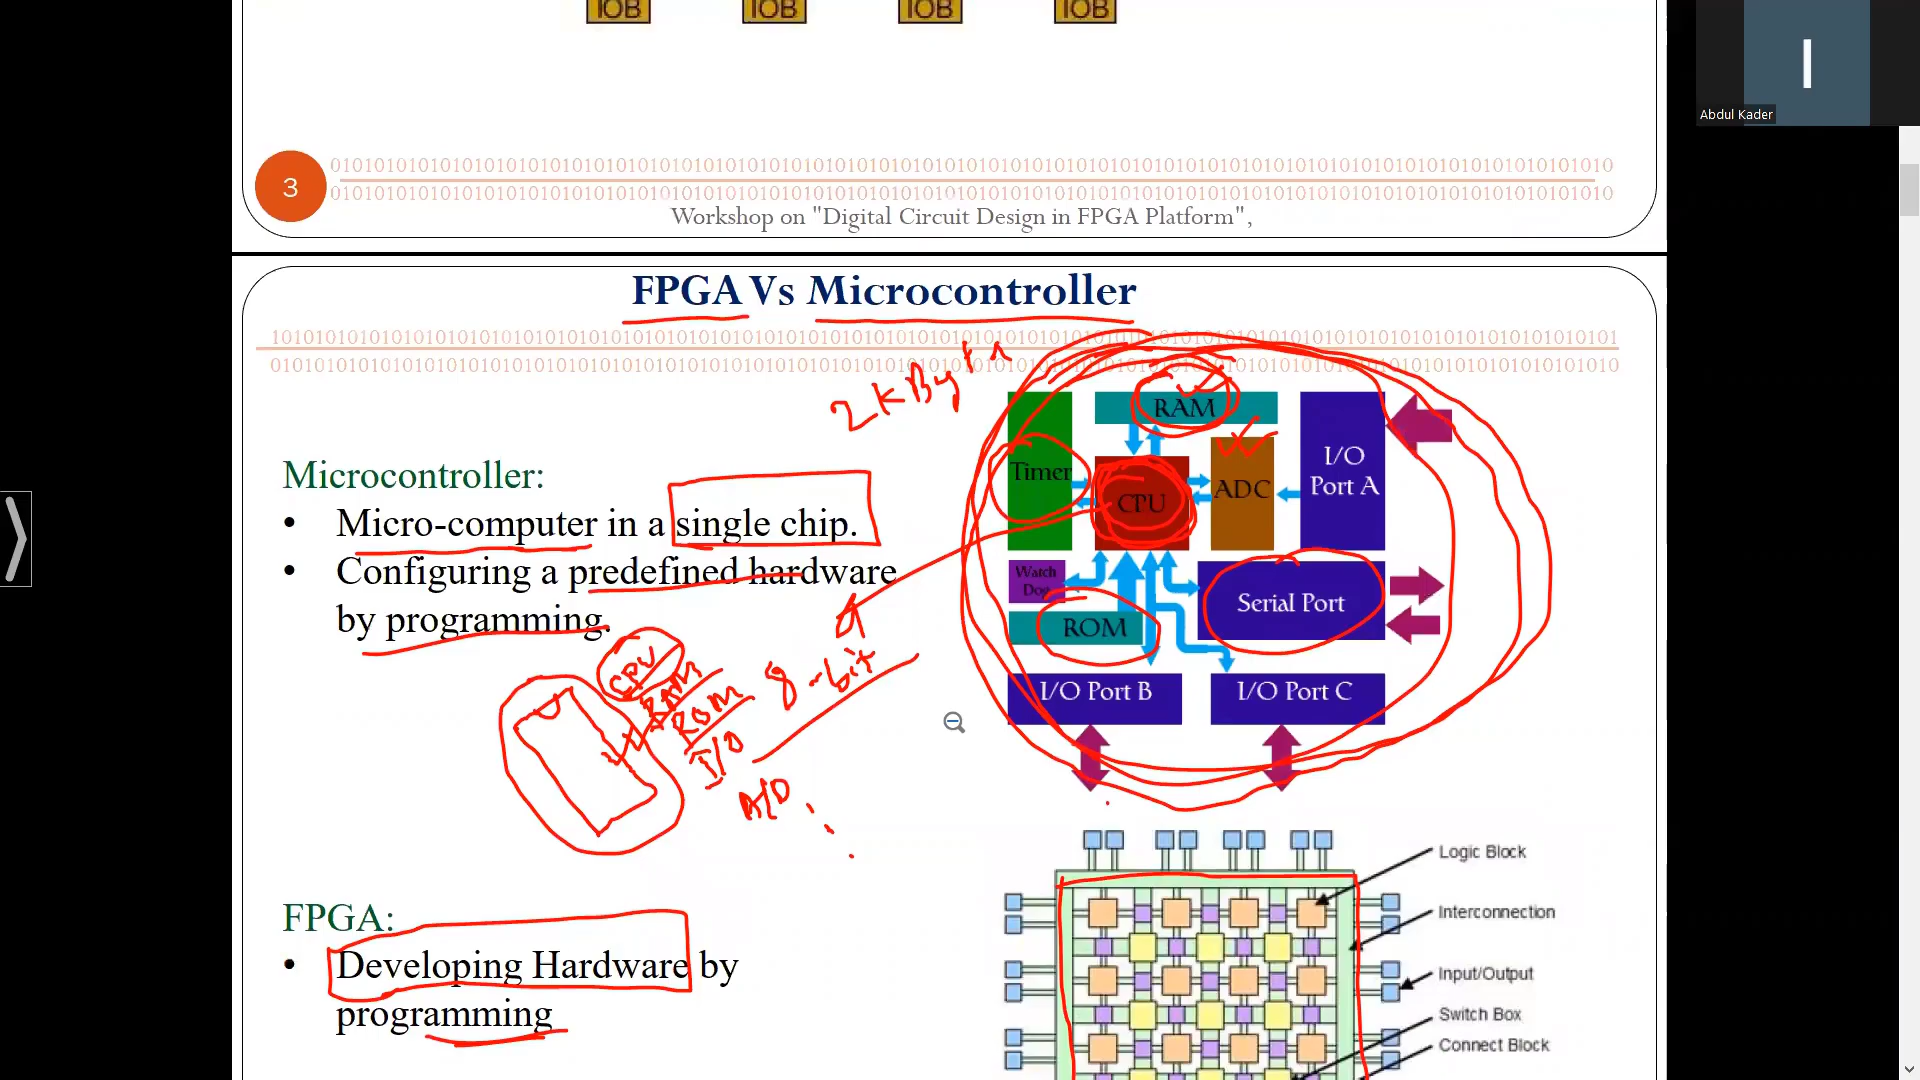 IOB IOB IOB IOB
Abdul Kader
3
Workshop on "Digital Circuit Design in FPGA Platform",
FPGA Vs Microcontroller
2 KByte
Microcontroller:
• Micro-computer in a single chip.
• Configuring a predefined hardware
by programming.
RAM
Timer
CPU
ADC
I/O
Port A
Watch
Dog
ROM
Serial Port
I/O Port B
I/O Port C
CPU
RAM
ROM
I/O
A/D
8-bit
FPGA:
• Developing Hardware by
programming
Logic Block
Interconnection
Input/Output
Switch Box
Connect Block